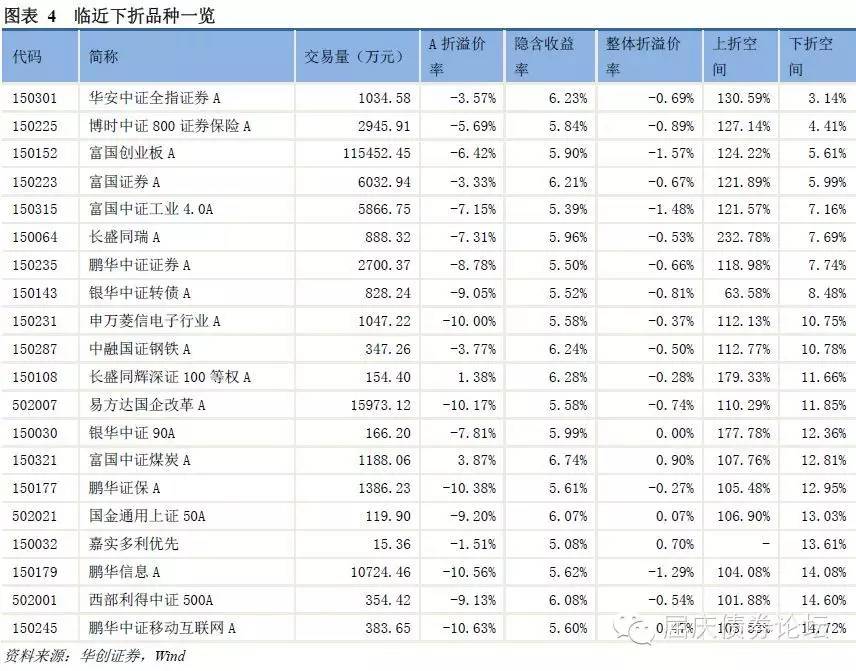 图表 4 临近下折品种一览
代码 简称 交易量（万元） A 折溢价率 隐含收益率 整体折溢价率 上折空间 下折空间
150301 华安中证全指证券 A 1034.58 -3.57% 6.23% -0.69% 130.59% 3.14%
150225 博时中证 800 证券保险 A 2945.91 -5.69% 5.84% -0.89% 127.14% 4.41%
150152 富国创业板 A 115452.45 -6.42% 5.90% -1.57% 124.22% 5.61%
150223 富国证券 A 6032.94 -3.33% 6.21% -0.67% 121.89% 5.99%
150315 富国中证工业 4.0A 5866.75 -7.15% 5.39% -1.48% 121.57% 7.16%
150064 长盛同瑞 A 888.32 -7.31% 5.96% -0.53% 232.78% 7.69%
150235 鹏华中证证券 A 2700.37 -8.78% 5.50% -0.66% 118.98% 7.74%
150143 银华中证转债 A 828.24 -9.05% 5.52% -0.81% 63.58% 8.48%
150231 申万菱信电子行业 A 1047.22 -10.00% 5.58% -0.37% 112.13% 10.75%
150287 中融国证钢铁 A 347.26 -3.77% 6.24% -0.50% 112.77% 10.78%
150108 长盛同辉深证 100 等权 A 154.40 1.38% 6.28% -0.28% 179.33% 11.66%
502007 易方达国企改革 A 15973.12 -10.17% 5.58% -0.74% 110.29% 11.85%
150030 银华中证 90A 166.20 -7.81% 5.99% 0.00% 177.78% 12.36%
150321 富国中证煤炭 A 1188.06 3.87% 6.74% 0.90% 107.76% 12.81%
150177 鹏华证保 A 1386.23 -10.38% 5.61% -0.27% 105.48% 12.95%
502021 国金通用上证 50A 119.90 -9.20% 6.07% 0.07% 106.90% 13.03%
150032 嘉实多利优先 15.36 -1.51% 5.08% 0.70% - 13.61%
150179 鹏华信息 A 10724.46 -10.56% 5.62% -1.29% 104.08% 14.08%
502001 西部利得中证 500A 354.42 -9.13% 6.08% -0.54% 101.88% 14.60%
150245 鹏华中证移动互联网 A 383.65 -10.63% 5.60% 14.72%
屈庆债券论坛
资料来源：华创证券，Wind